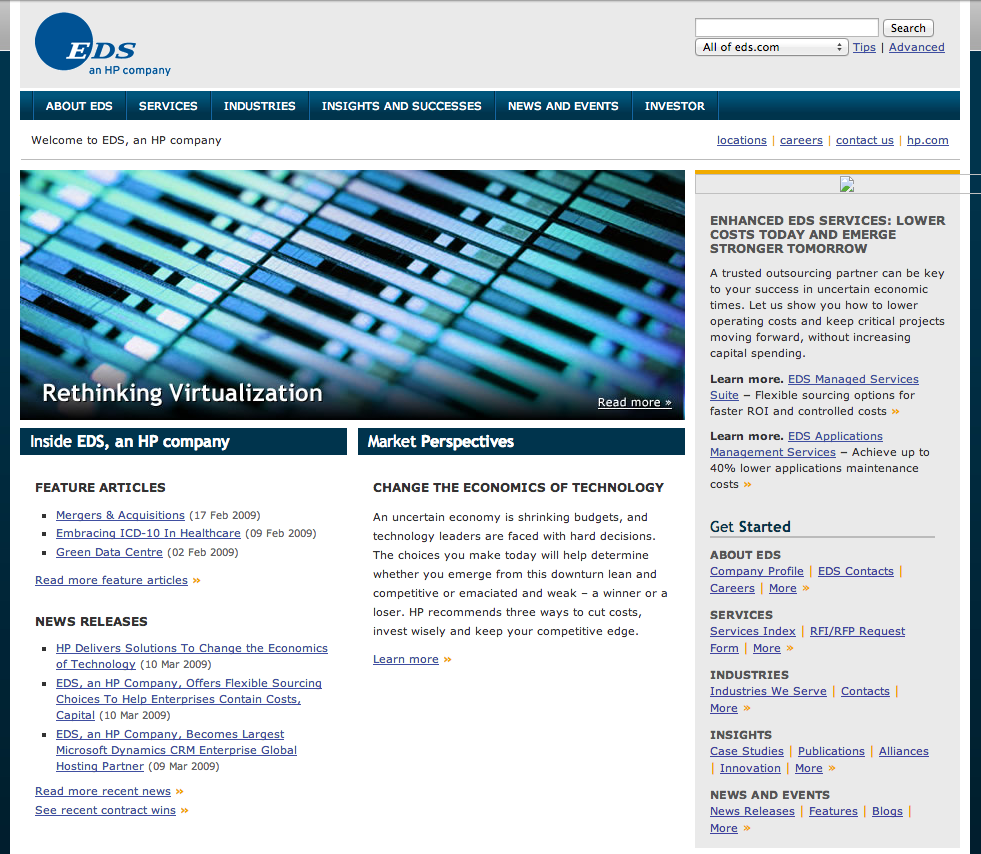 EDS
an HP company
Search
All of eds.com
Tips | Advanced
ABOUT EDS
SERVICES
INDUSTRIES
INSIGHTS AND SUCCESSES
NEWS AND EVENTS
INVESTOR
Welcome to EDS, an HP company
locations | careers | contact us | hp.com
Rethinking Virtualization
Read more »
Inside EDS, an HP company
FEATURE ARTICLES
Mergers & Acquisitions (17 Feb 2009)
Embracing ICD-10 In Healthcare (09 Feb 2009)
Green Data Centre (02 Feb 2009)
Read more feature articles »
NEWS RELEASES
HP Delivers Solutions To Change the Economics
of Technology (10 Mar 2009)
EDS, an HP Company, Offers Flexible Sourcing
Choices To Help Enterprises Contain Costs,
Capital (10 Mar 2009)
EDS, an HP Company, Becomes Largest
Microsoft Dynamics CRM Enterprise Global
Hosting Partner (09 Mar 2009)
Read more recent news »
See recent contract wins »
Market Perspectives
CHANGE THE ECONOMICS OF TECHNOLOGY
An uncertain economy is shrinking budgets, and
technology leaders are faced with hard decisions.
The choices you make today will help determine
whether you emerge from this downturn lean and
competitive or emaciated and weak – a winner or a
loser. HP recommends three ways to cut costs,
invest wisely and keep your competitive edge.
Learn more »
ENHANCED EDS SERVICES: LOWER
COSTS TODAY AND EMERGE
STRONGER TOMORROW
A trusted outsourcing partner can be key
to your success in uncertain economic
times. Let us show you how to lower
operating costs and keep critical projects
moving forward, without increasing
capital spending.
Learn more. EDS Managed Services
Suite – Flexible sourcing options for
faster ROI and controlled costs »
Learn more. EDS Applications
Management Services – Achieve up to
40% lower applications maintenance
costs »
Get Started
ABOUT EDS
Company Profile | EDS Contacts |
Careers | More »
SERVICES
Services Index | RFI/RFP Request
Form | More »
INDUSTRIES
Industries We Serve | Contacts |
More »
INSIGHTS
Case Studies | Publications | Alliances
| Innovation | More »
NEWS AND EVENTS
News Releases | Features | Blogs |
More »